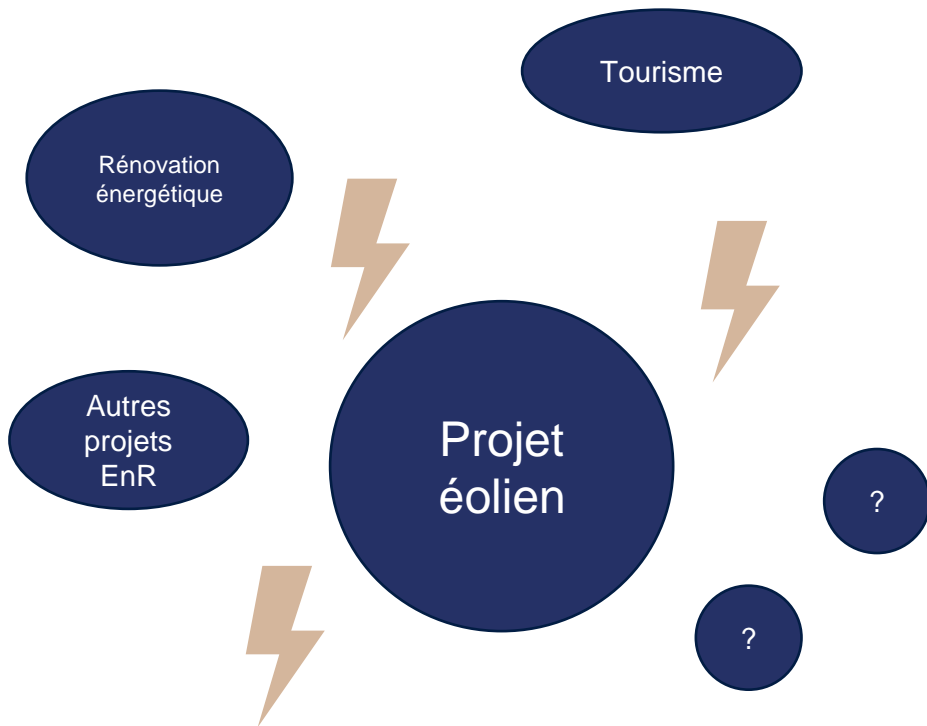 Tourisme
Rénovation
énergétique
Autres
projets
EnR
Projet
éolien
?
?